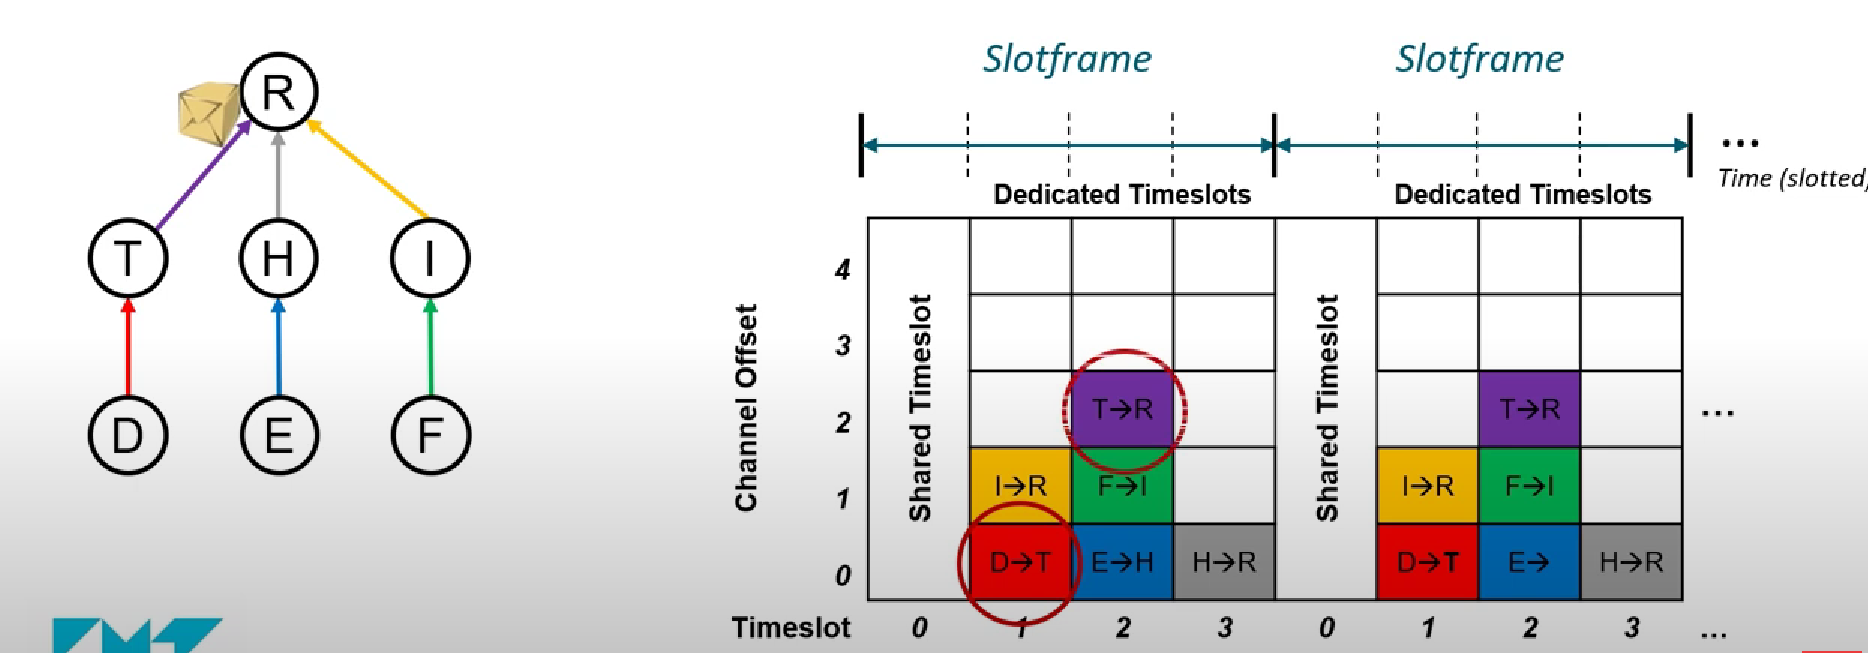 R
T H I
D E F
Slotframe Slotframe
...
Time (slotted)
Dedicated Timeslots Dedicated Timeslots
Channel Offset
4
3
2
1
0
Shared Timeslot Shared Timeslot
T→R T→R
...
I→R F→I I→R F→I
D→T E→H H→R D→T E→ H→R
Timeslot 0 1 2 3 0 1 2 3 ...